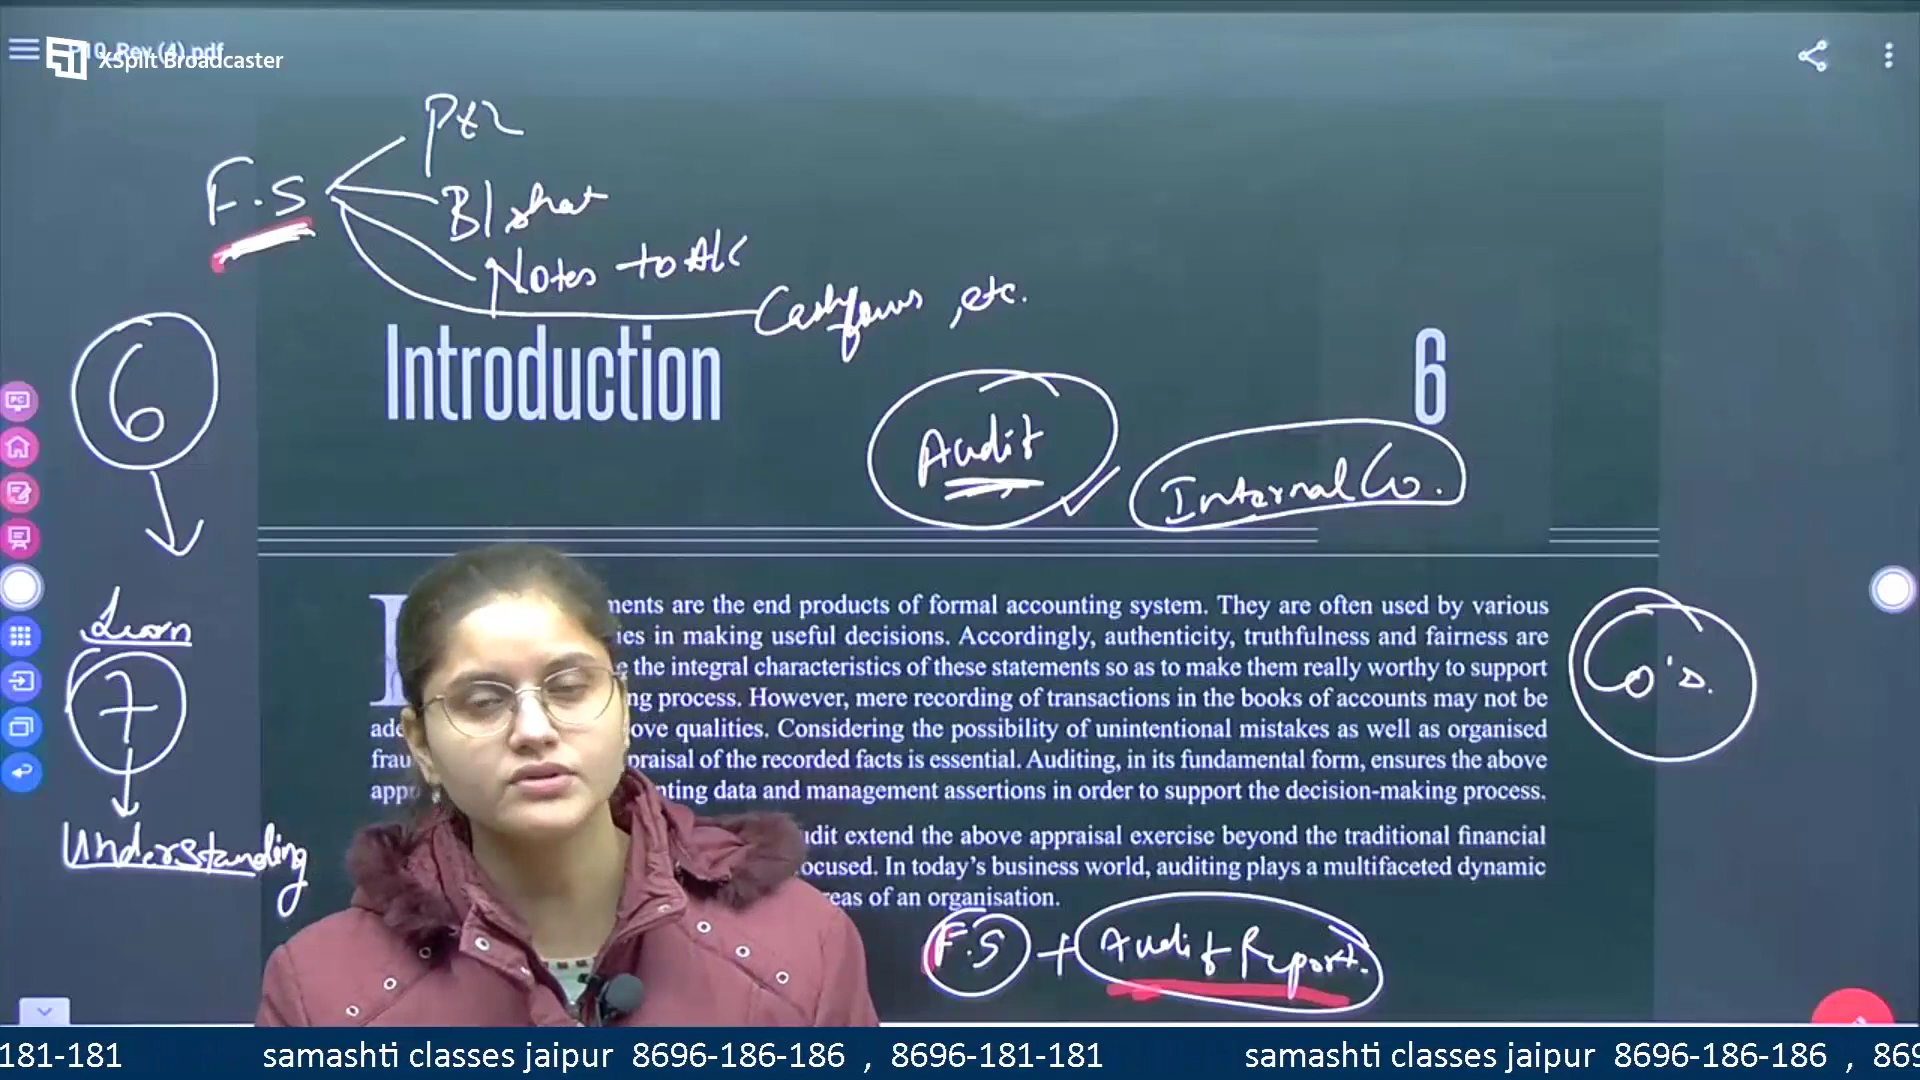 P10_Rev (4).pdf
XSplit Broadcaster
P&L
F.S
B/sheet
Notes to A/c
Cashflows, etc.
Introduction
6
6
Audit
Internal Co.
Learn
7
Understanding
ments are the end products of formal accounting system. They are often used by various
ies in making useful decisions. Accordingly, authenticity, truthfulness and fairness are
the integral characteristics of these statements so as to make them really worthy to support
ng process. However, mere recording of transactions in the books of accounts may not be
ade ove qualities. Considering the possibility of unintentional mistakes as well as organised
frau praisal of the recorded facts is essential. Auditing, in its fundamental form, ensures the above
app nting data and management assertions in order to support the decision-making process.
udit extend the above appraisal exercise beyond the traditional financial
ocused. In today's business world, auditing plays a multifaceted dynamic
reas of an organisation.
Co's.
F.S + Audit Report.
181-181 samashti classes jaipur 8696-186-186 , 8696-181-181 samashti classes jaipur 8696-186-186 , 869